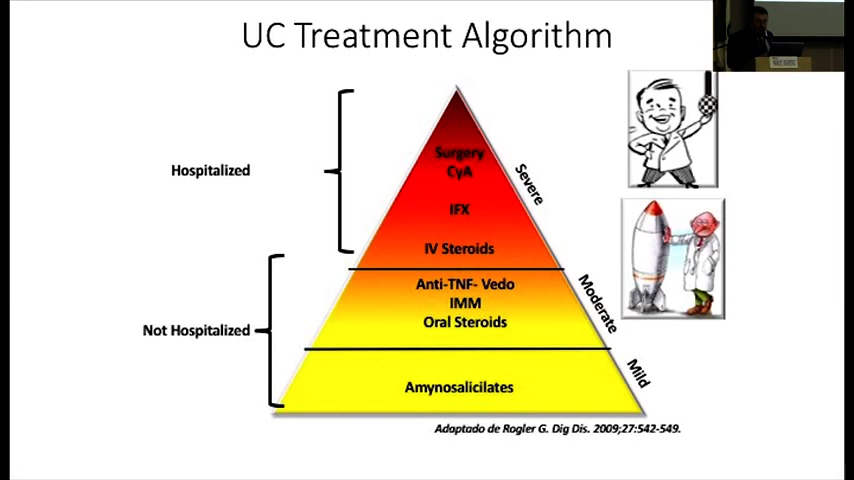 UC Treatment Algorithm
Hospitalized
Surgery
CyA
IFX
IV Steroids
Severe
Not Hospitalized
Anti-TNF- Vedo
IMM
Oral Steroids
Moderate
Amynosalicilates
Mild
Adaptado de Rogler G. Dig Dis. 2009;27:542-549.